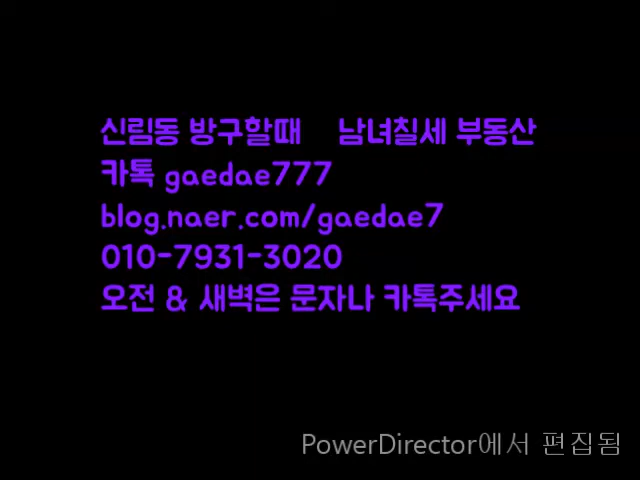 신림동 방구할때 남녀칠세 부동산
카톡 gaedae777
blog.naer.com/gaedae7
010-7931-3020
오전 & 새벽은 문자나 카톡주세요
PowerDirector에서 편집됨